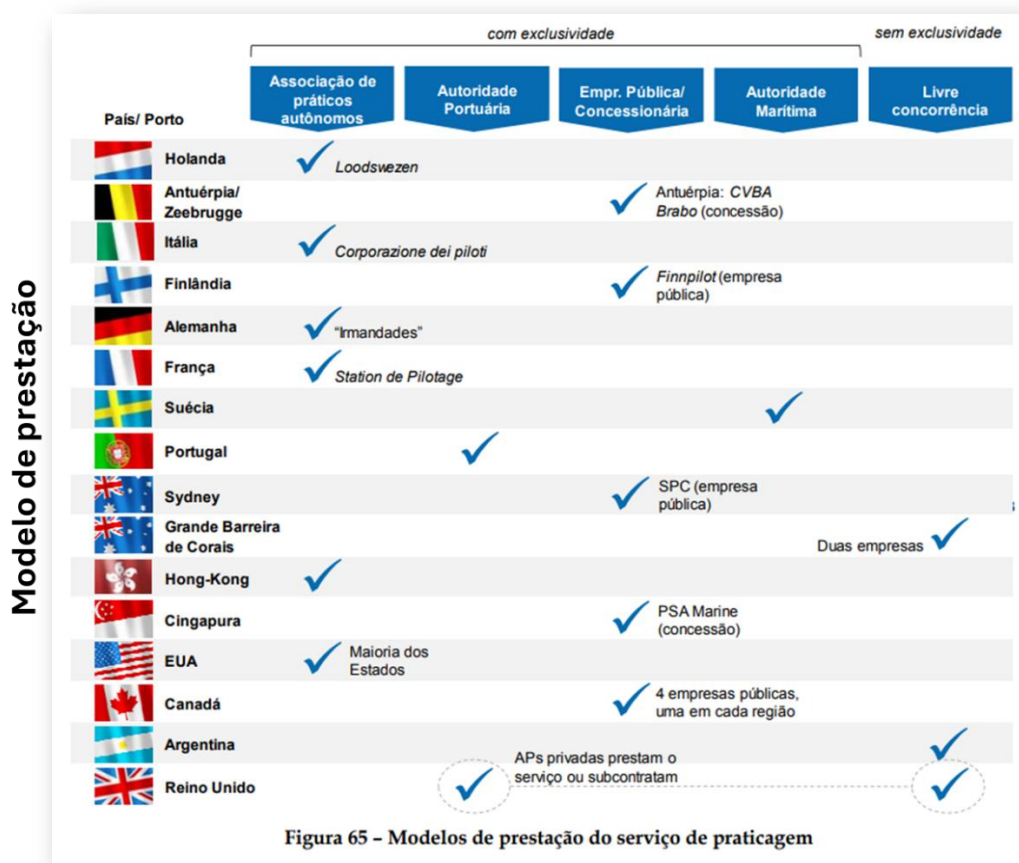 Modelo de prestação
com exclusividade
sem exclusividade
País/ Porto
Associação de
práticos
autônomos
Autoridade
Portuária
Empr. Pública/
Concessionária
Autoridade
Marítima
Livre
concorrência
Holanda
Loodswezen
Antuérpia/
Zeebrugge
Antuérpia: CVBA
Brabo (concessão)
Itália
Corporazione dei piloti
Finlândia
Finnpilot (empresa
pública)
Alemanha
“Irmandades”
França
Station de Pilotage
Suécia
Portugal
Sydney
SPC (empresa
pública)
Grande Barreira
de Corais
Duas empresas
Hong-Kong
Cingapura
PSA Marine
(concessão)
EUA
Maioria dos
Estados
Canadá
4 empresas públicas,
uma em cada região
Argentina
Reino Unido
APs privadas prestam o
serviço ou subcontratam
Figura 65 – Modelos de prestação do serviço de praticagem